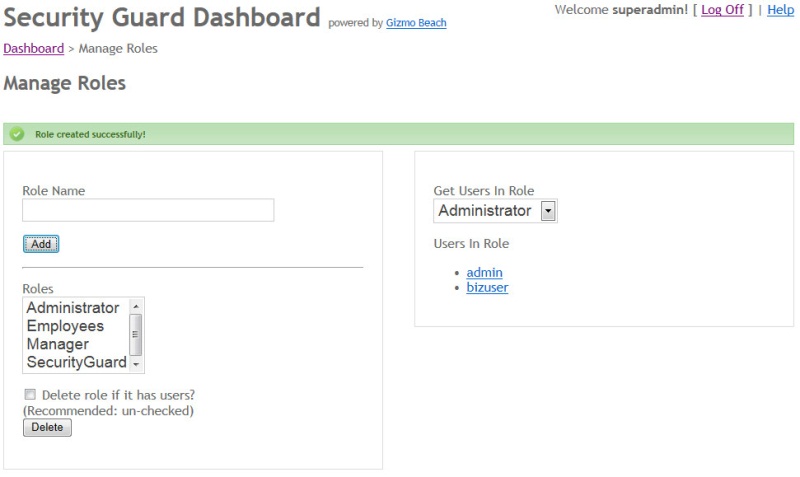 Security Guard Dashboard powered by Gizmo Beach
Welcome superadmin! [ Log Off ] | Help
Dashboard > Manage Roles
Manage Roles
Role created successfully!
Role Name
Add
Roles
Administrator
Employees
Manager
SecurityGuard
Delete role if it has users?
(Recommended: un-checked)
Delete
Get Users In Role
Administrator
Users In Role
admin
bizuser